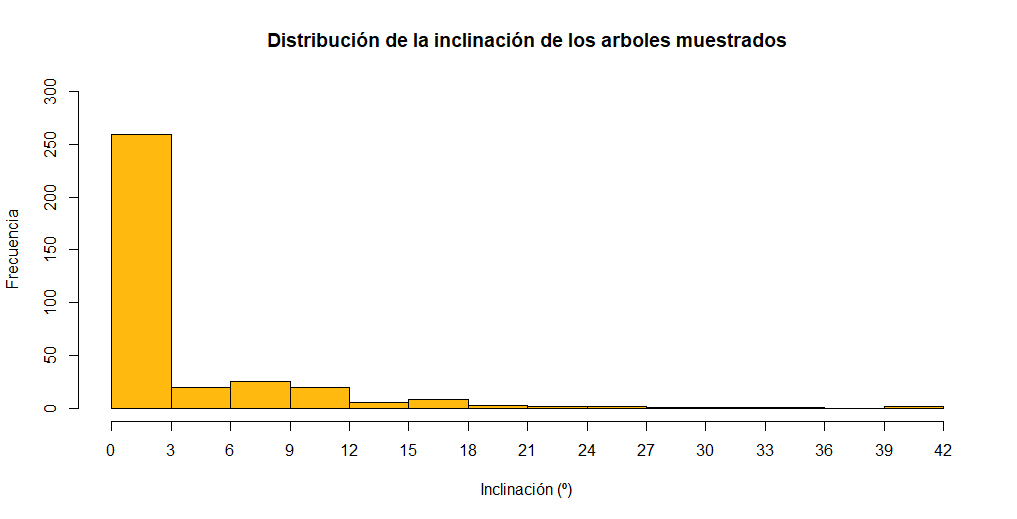 Distribución de la inclinación de los arboles muestrados
300
250
200
150
100
50
0
Frecuencia
0 3 6 9 12 15 18 21 24 27 30 33 36 39 42
Inclinación (º)